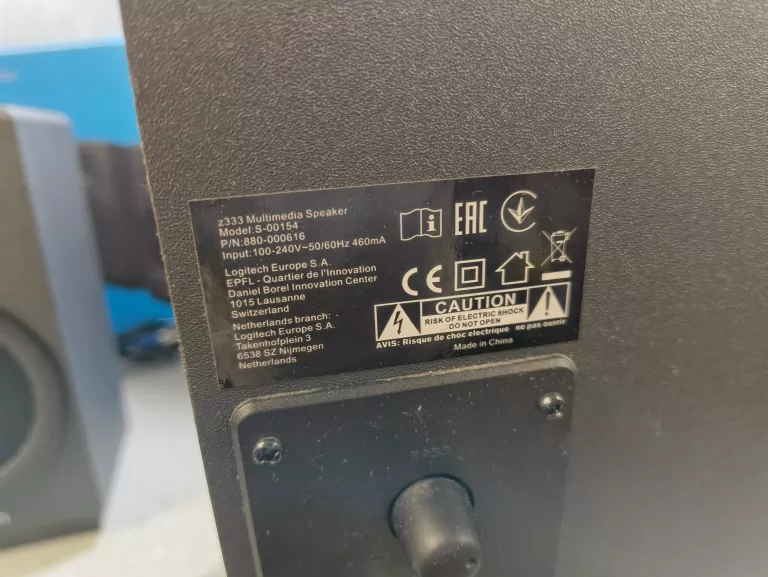 z333 Multimedia Speaker
Model:S-00154
P/N:880-000616
Input:100-240V~50/60Hz 460mA
Logitech Europe S.A.
EPFL - Quartier de l'Innovation
Daniel Borel Innovation Center
1015 Lausanne
Switzerland
Netherlands branch:
Logitech Europe S.A.
Takenhofplein 3
6538 SZ Nijmegen
Netherlands
EAC
CE
CAUTION
RISK OF ELECTRIC SHOCK
DO NOT OPEN
AVIS: Risque de choc electrique ne pas ouvrir
Made in China
BASS